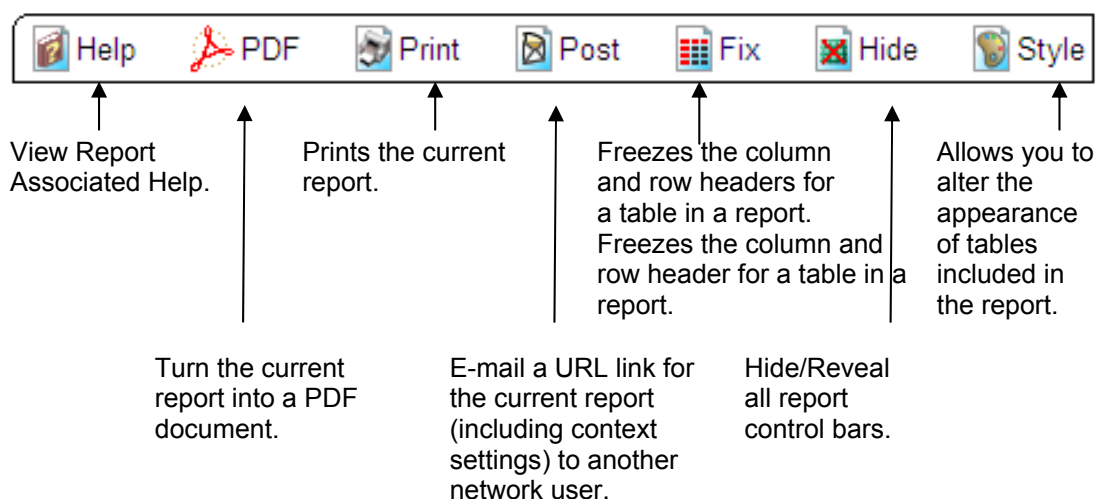 Help PDF Print Post Fix Hide Style
View Report
Associated Help.
Prints the current
report.
Freezes the column
and row headers for
a table in a report.
Freezes the column and
row header for a table in a
report.
Allows you to
alter the
appearance
of tables
included in
the report.
Turn the current
report into a PDF
document.
E-mail a URL link for
the current report
(including context
settings) to another
network user.
Hide/Reveal
all report
control bars.